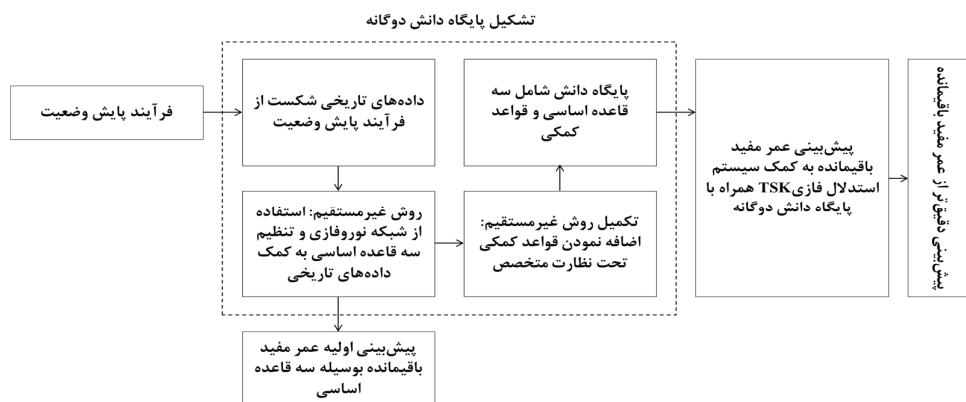 تشکیل پایگاه دانش دوگانه
فرآیند پایش وضعیت
داده‌های تاریخی شکست از
فرآیند پایش وضعیت
روش غیرمستقیم: استفاده
از شبکه نوروفازی و تنظیم
سه قاعده اساسی به کمک
داده‌های تاریخی
پیش‌بینی اولیه عمر مفید
باقیمانده بوسیله سه قاعده
اساسی
تکمیل روش غیرمستقیم:
اضافه نمودن قواعد کمکی
تحت نظارت متخصص
پایگاه دانش شامل سه
قاعده اساسی و قواعد
کمکی
پیش‌بینی عمر مفید
باقیمانده به کمک سیستم
استدلال فازیTSK همراه با
پایگاه دانش دوگانه
پیش‌بینی دقیق‌تر از عمر مفید باقیمانده